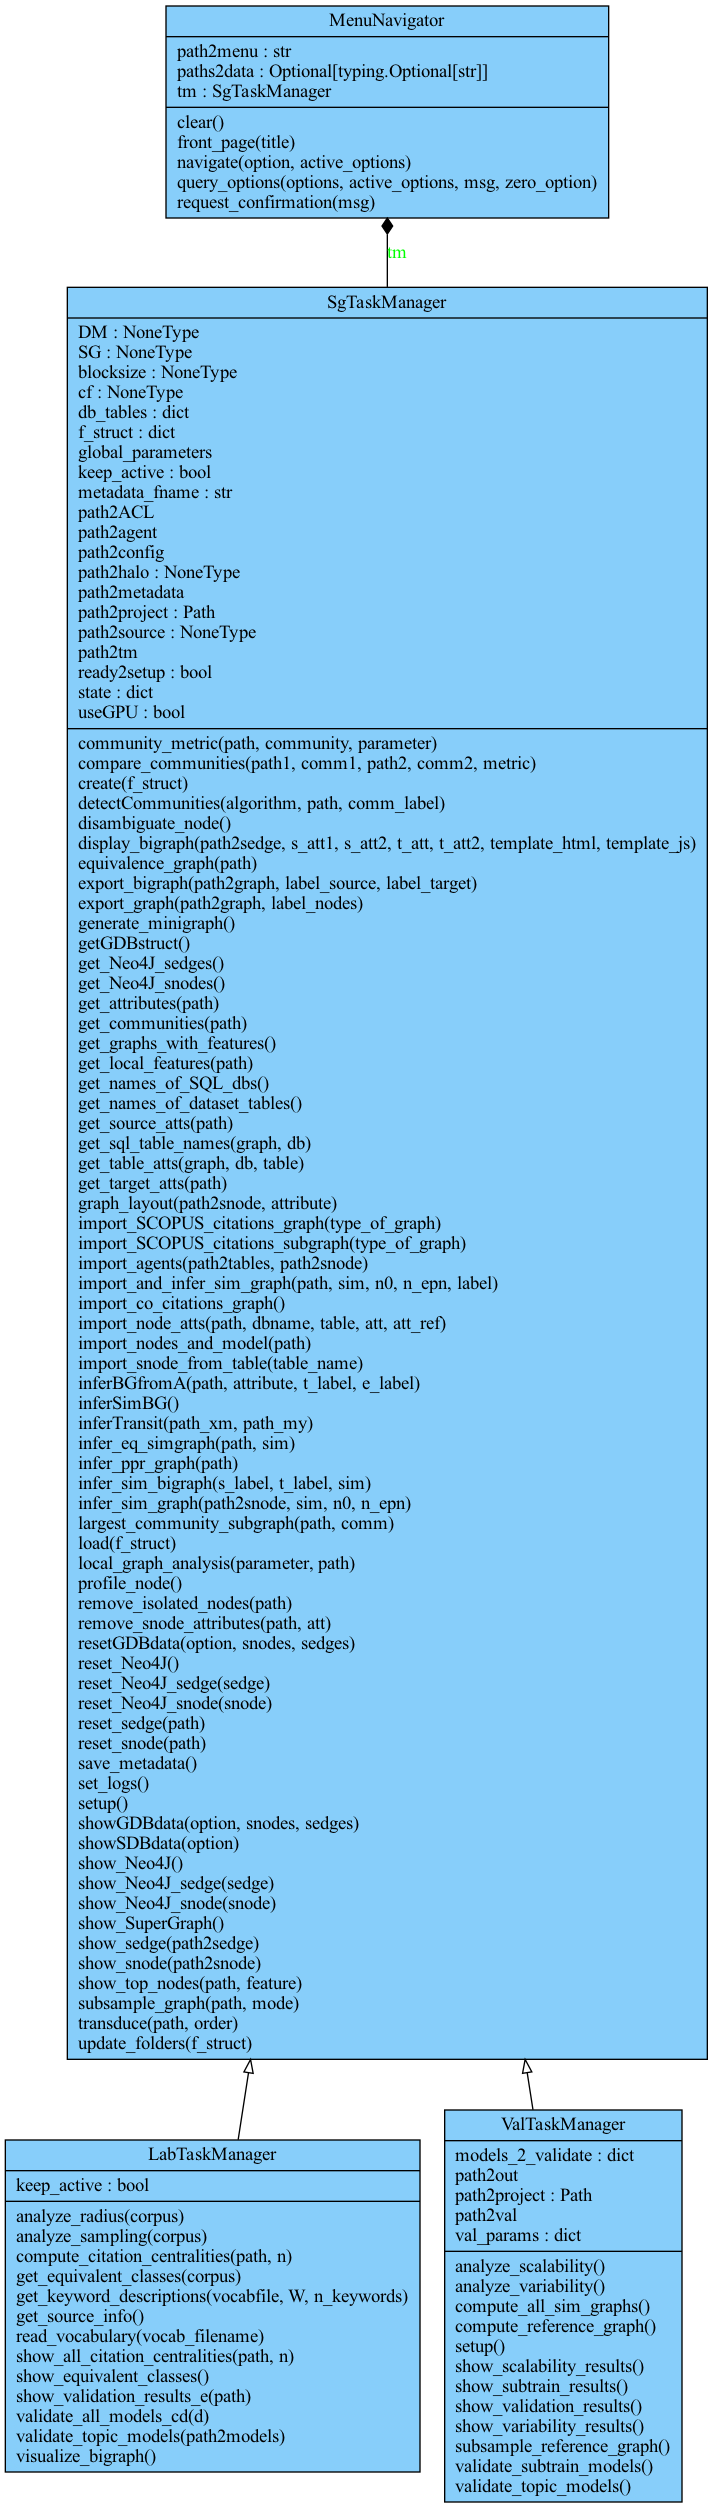 MenuNavigator
path2menu : str
paths2data : Optional[typing.Optional[str]]
tm : SgTaskManager
clear()
front_page(title)
navigate(option, active_options)
query_options(options, active_options, msg, zero_option)
request_confirmation(msg)
tm
SgTaskManager
DM : NoneType
SG : NoneType
blocksize : NoneType
cf : NoneType
db_tables : dict
f_struct : dict
global_parameters
keep_active : bool
metadata_fname : str
path2ACL
path2agent
path2config
path2halo : NoneType
path2metadata
path2project : Path
path2source : NoneType
path2tm
ready2setup : bool
state : dict
useGPU : bool
community_metric(path, community, parameter)
compare_communities(path1, comm1, path2, comm2, metric)
create(f_struct)
detectCommunities(algorithm, path, comm_label)
disambiguate_node()
display_bigraph(path2sedge, s_att1, s_att2, t_att, t_att2, template_html, template_js)
equivalence_graph(path)
export_bigraph(path2graph, label_source, label_target)
export_graph(path2graph, label_nodes)
generate_minigraph()
getGDBstruct()
get_Neo4J_sedges()
get_Neo4J_snodes()
get_attributes(path)
get_communities(path)
get_graphs_with_features()
get_local_features(path)
get_names_of_SQL_dbs()
get_names_of_dataset_tables()
get_source_atts(path)
get_sql_table_names(graph, db)
get_table_atts(graph, db, table)
get_target_atts(path)
graph_layout(path2snode, attribute)
import_SCOPUS_citations_graph(type_of_graph)
import_SCOPUS_citations_subgraph(type_of_graph)
import_agents(path2tables, path2snode)
import_and_infer_sim_graph(path, sim, n0, n_epn, label)
import_co_citations_graph()
import_node_atts(path, dbname, table, att, att_ref)
import_nodes_and_model(path)
import_snode_from_table(table_name)
inferBGfromA(path, attribute, t_label, e_label)
inferSimBG()
inferTransit(path_xm, path_my)
infer_eq_simgraph(path, sim)
infer_ppr_graph(path)
infer_sim_bigraph(s_label, t_label, sim)
infer_sim_graph(path2snode, sim, n0, n_epn)
largest_community_subgraph(path, comm)
load(f_struct)
local_graph_analysis(parameter, path)
profile_node()
remove_isolated_nodes(path)
remove_snode_attributes(path, att)
resetGDBdata(option, snodes, sedges)
reset_Neo4J()
reset_Neo4J_sedge(sedge)
reset_Neo4J_snode(snode)
reset_sedge(path)
reset_snode(path)
save_metadata()
set_logs()
setup()
showGDBdata(option, snodes, sedges)
showSDBdata(option)
show_Neo4J()
show_Neo4J_sedge(sedge)
show_Neo4J_snode(snode)
show_SuperGraph()
show_sedge(path2sedge)
show_snode(path2snode)
show_top_nodes(path, feature)
subsample_graph(path, mode)
transduce(path, order)
update_folders(f_struct)
LabTaskManager
keep_active : bool
analyze_radius(corpus)
analyze_sampling(corpus)
compute_citation_centralities(path, n)
get_equivalent_classes(corpus)
get_keyword_descriptions(vocabfile, W, n_keywords)
get_source_info()
read_vocabulary(vocab_filename)
show_all_citation_centralities(path, n)
show_equivalent_classes()
show_validation_results_e(path)
validate_all_models_cd(d)
validate_topic_models(path2models)
visualize_bigraph()
ValTaskManager
models_2_validate : dict
path2out
path2project : Path
path2val
val_params : dict
analyze_scalability()
analyze_variability()
compute_all_sim_graphs()
compute_reference_graph()
setup()
show_scalability_results()
show_subtrain_results()
show_validation_results()
show_variability_results()
subsample_reference_graph()
validate_subtrain_models()
validate_topic_models()